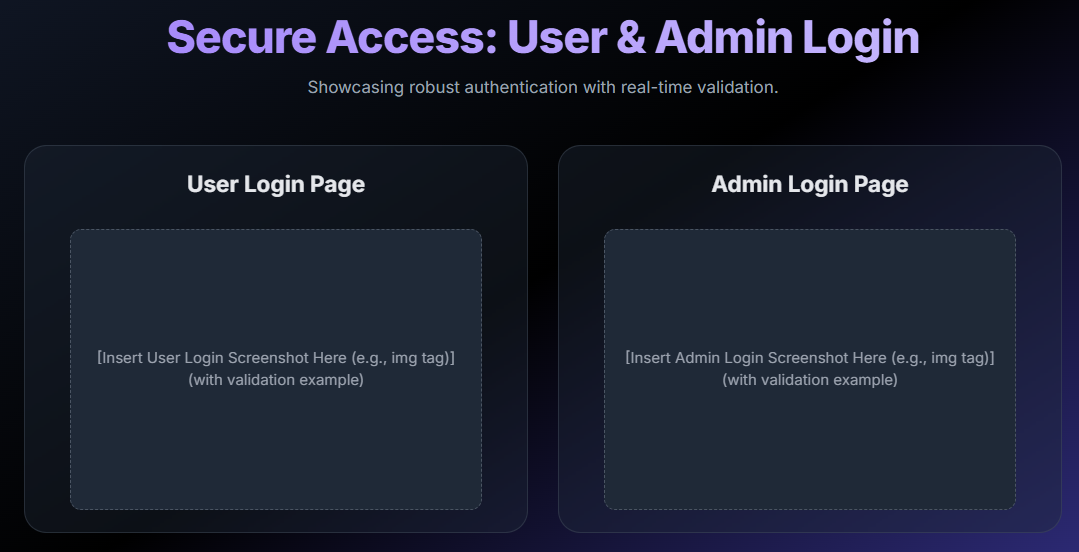 Secure Access: User & Admin Login
Showcasing robust authentication with real-time validation.
User Login Page
[Insert User Login Screenshot Here (e.g., img tag)]
(with validation example)
Admin Login Page
[Insert Admin Login Screenshot Here (e.g., img tag)]
(with validation example)